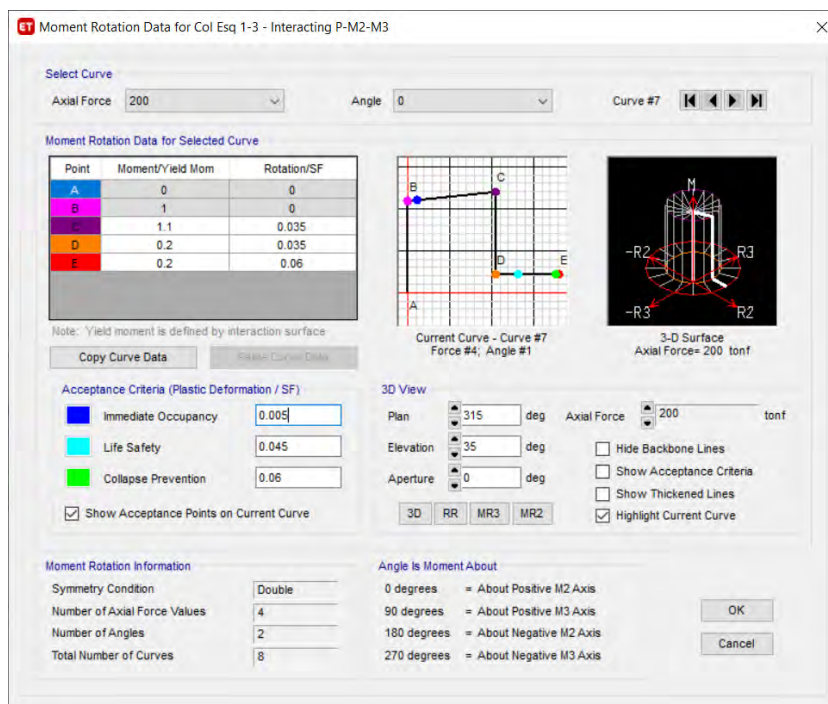 ET Moment Rotation Data for Col Esq 1-3 - Interacting P-M2-M3
Select Curve
Axial Force 200 Angle 0 Curve #7
Moment Rotation Data for Selected Curve
Point Moment/Yield Mom Rotation/SF
A 0 0
B 1 0
C 1.1 0.035
D 0.2 0.035
E 0.2 0.06
Note: Yield moment is defined by interaction surface
Copy Curve Data Paste Curve Data
B C
D E
A
Current Curve - Curve #7
Force #4; Angle #1
M
-R2 R3
-R3 R2
3-D Surface
Axial Force= 200 tonf
Acceptance Criteria (Plastic Deformation / SF)
Immediate Occupancy 0.005
Life Safety 0.045
Collapse Prevention 0.06
Show Acceptance Points on Current Curve
3D View
Plan 315 deg Axial Force 200 tonf
Elevation 35 deg Hide Backbone Lines
Show Acceptance Criteria
Aperture 0 deg
Show Thickened Lines
3D RR MR3 MR2 Highlight Current Curve
Moment Rotation Information
Symmetry Condition Double
Number of Axial Force Values 4
Number of Angles 2
Total Number of Curves 8
Angle Is Moment About
0 degrees = About Positive M2 Axis
90 degrees = About Positive M3 Axis
180 degrees = About Negative M2 Axis
270 degrees = About Negative M3 Axis
OK
Cancel